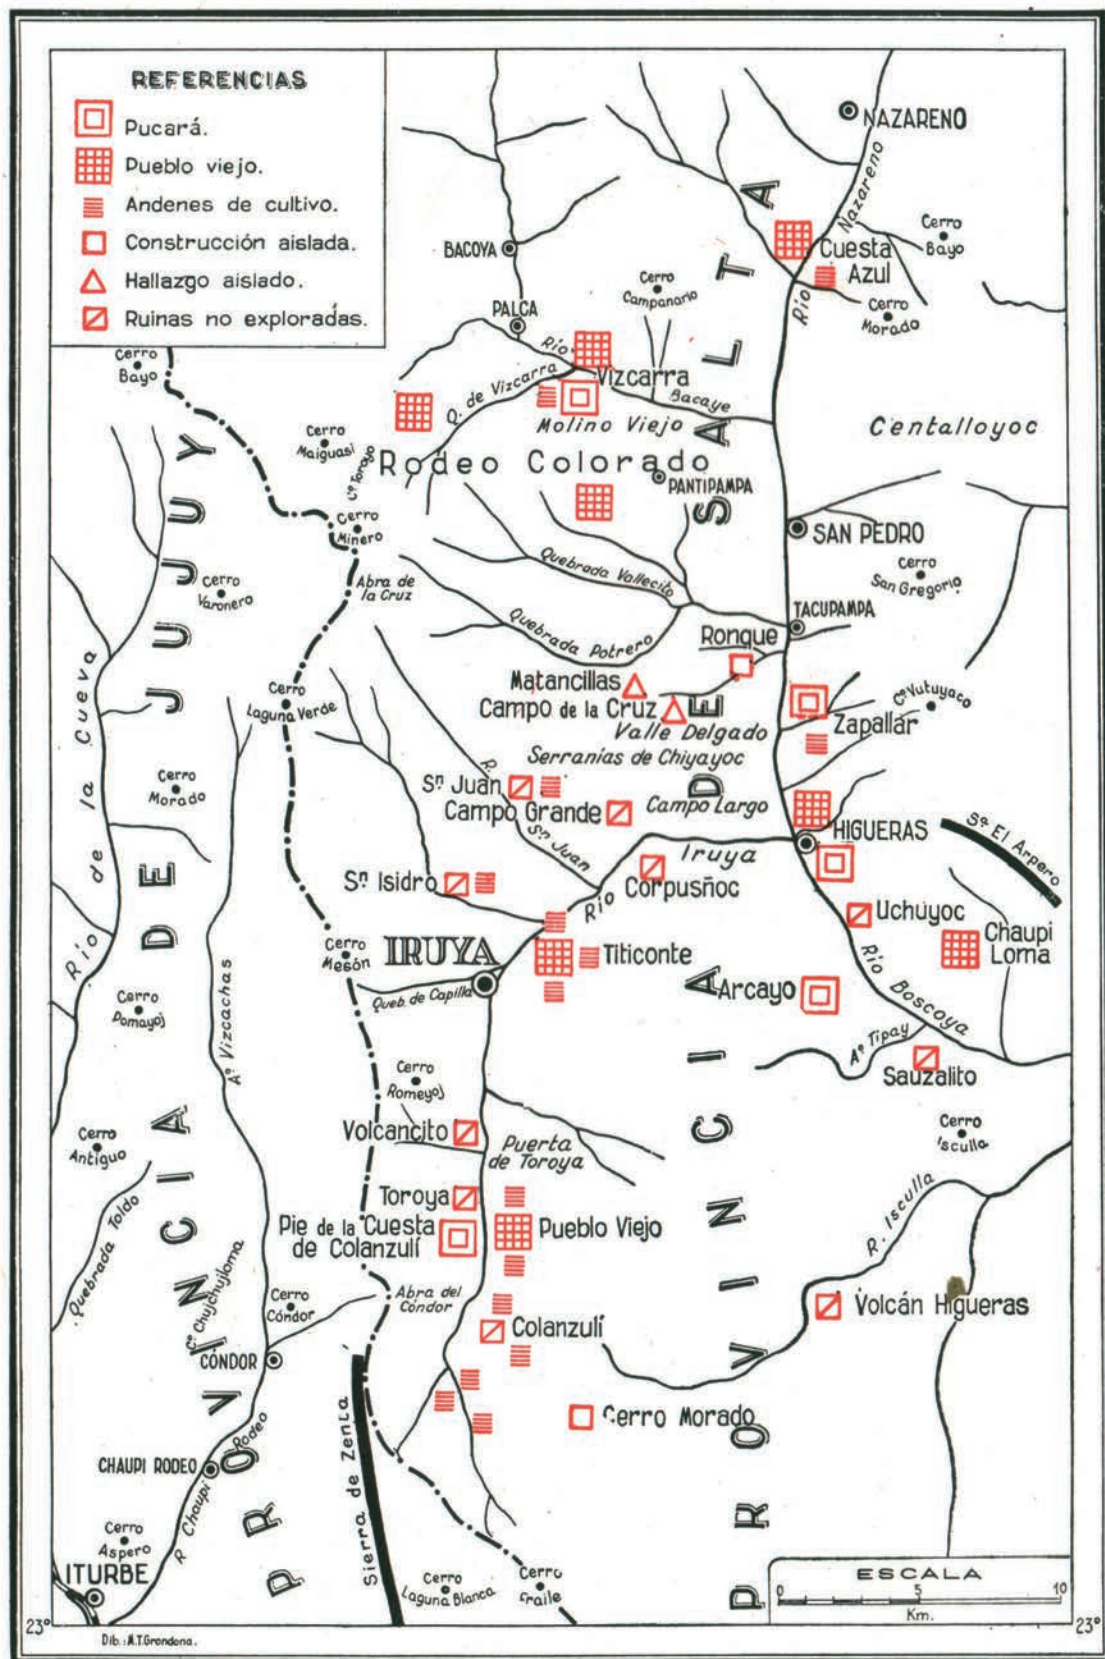 REFERENCIAS
Pucará.
Pueblo viejo.
Andenes de cultivo.
Construcción aislada.
Hallazgo aislado.
Ruinas no exploradas.
NAZARENO
Río Nazareno
Cerro
Bayo
Cuesta
Azul
Cerro
Morado
BACOYA
Cerro
Campanario
PALCA
Río Bacaye
Vizcarra
Q. de Vizcarra
Molino Viejo
Centalloyoc
Cerro
Bayo
Cerro
Maiguasi
Cº Toroyo
Rodeo Colorado
PANTIPAMPA
Cerro
Minero
SAN PEDRO
Quebrada Vallecito
Cerro
San Gregorio
Abra de
la Cruz
Cerro
Varonero
TACUPAMPA
Quebrada Potrero
Ronque
Matancillas
Campo de la Cruz
Valle Delgado
Zapallar
Cº Yutuyaco
Cerro
Laguna Verde
Serranías de Chiyayoc
Sn Juan
Campo Grande
Campo Largo
R. Sn Juan
Cerro
Morado
HIGUERAS
Sa El Arpero
Río Iruya
Corpusñoc
Sn Isidro
Uchuyoc
Chaupi
Loma
Río de la Cueva
Cerro
Mesón
IRUYA
Titiconte
Queb. de Capilla
Arcayo
Río Boscoya
Aº Vizcachas
Cerro
Pomayoj
Aº Tipay
Sauzalito
Cerro
Romeyoj
Volcancito
Puerta
de Toroya
Cerro
Isculla
Cerro
Antiguo
Toroya
Pie de la Cuesta
de Colanzulí
Pueblo Viejo
R. Isculla
Quebrada Toldo
Cº Chujchujloma
Cerro
Cóndor
Abra del
Cóndor
Colanzulí
Volcán Higueras
CÓNDOR
Cerro Morado
CHAUPI RODEO
R. Chaupi Rodeo
Sierra de Zenta
Cerro
Aspero
ITURBE
Cerro
Laguna Blanca
Cerro
Fraile
PROVINCIA DE JUJUY
PROVINCIA DE SALTA
ESCALA
0 5 10
Km.
23° 23°
Dib.: M.T. Grondona.